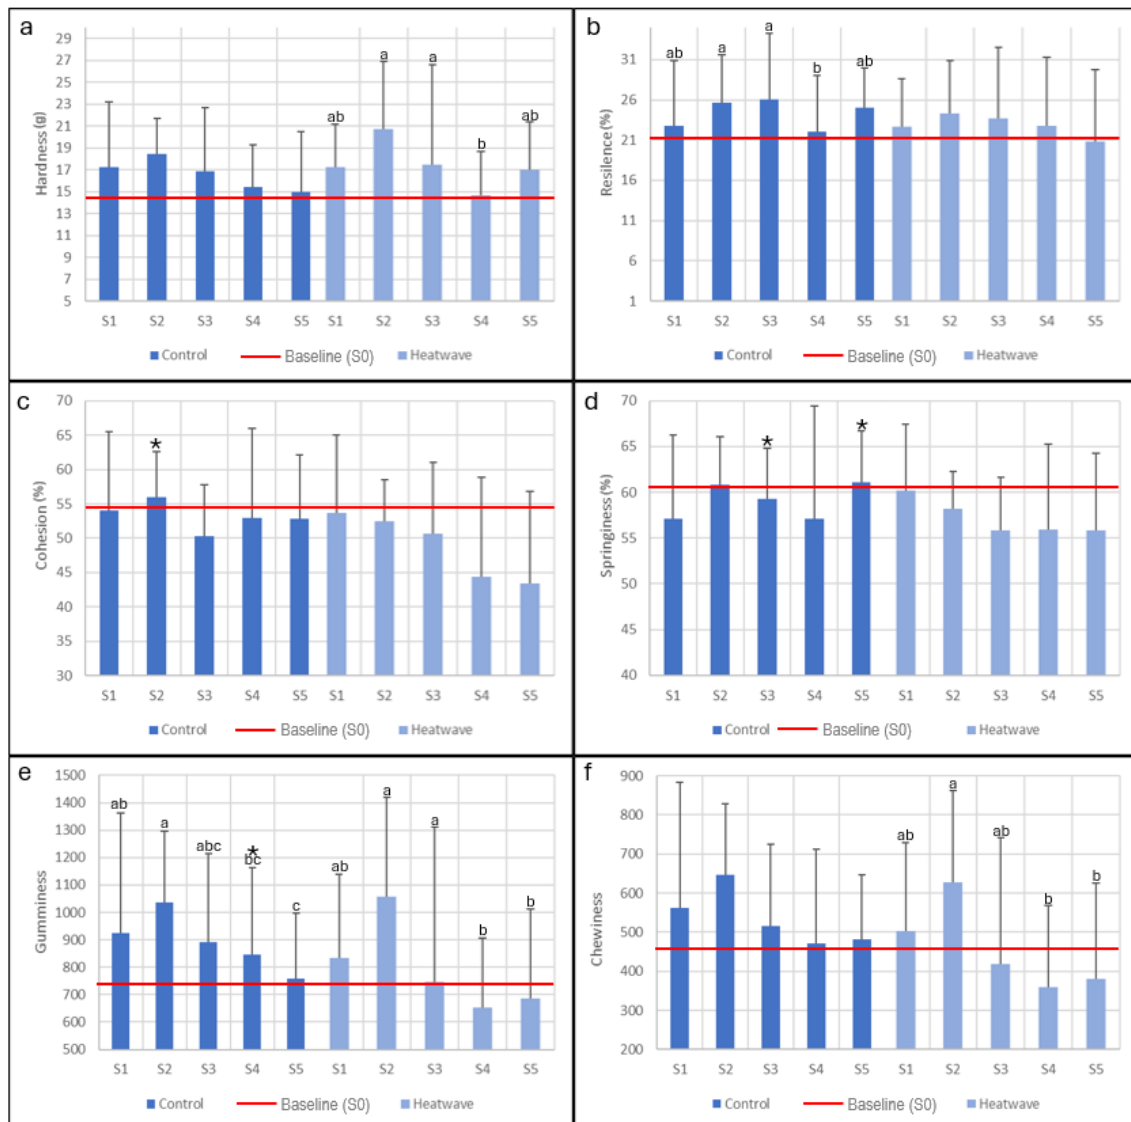 a
29
27
25
23
21
19
17
15
13
11
9
7
5
Hardness (g)
ab a a b ab
S1 S2 S3 S4 S5 S1 S2 S3 S4 S5
Control Baseline (S0) Heatwave
b
31
26
21
16
11
6
1
Resilence (%)
ab a a b ab
S1 S2 S3 S4 S5 S1 S2 S3 S4 S5
Control Baseline (S0) Heatwave
c
70
65
60
55
50
45
40
35
30
Cohesion (%)
*
S1 S2 S3 S4 S5 S1 S2 S3 S4 S5
Control Baseline (S0) Heatwave
d
70
65
60
55
50
45
40
Springiness (%)
* *
S1 S2 S3 S4 S5 S1 S2 S3 S4 S5
Control Baseline (S0) Heatwave
e
1500
1400
1300
1200
1100
1000
900
800
700
600
500
Gumminess
ab a abc * bc c ab a a b b
S1 S2 S3 S4 S5 S1 S2 S3 S4 S5
Control Baseline (S0) Heatwave
f
900
800
700
600
500
400
300
200
Chewiness
ab a ab b b
S1 S2 S3 S4 S5 S1 S2 S3 S4 S5
Control Baseline (S0) Heatwave